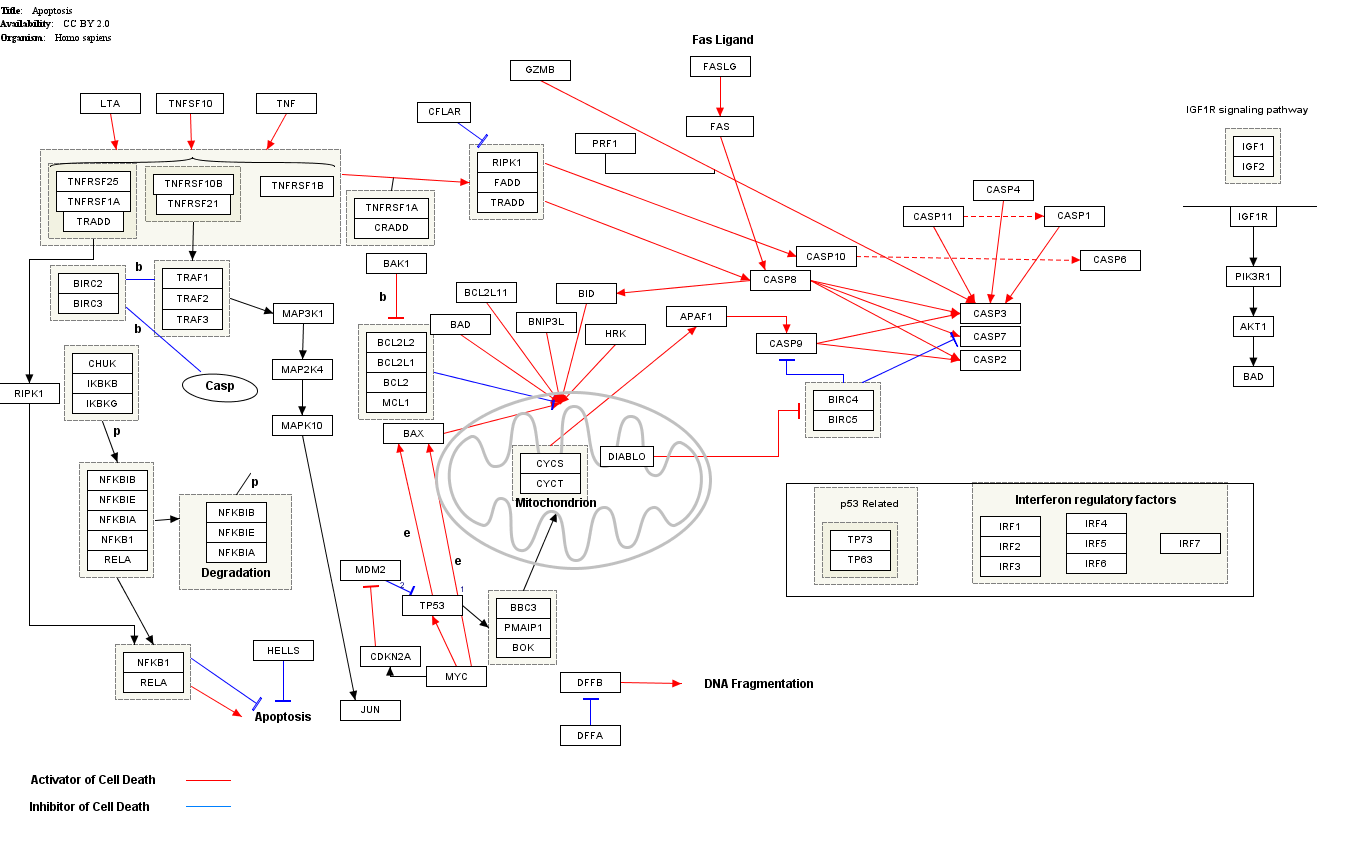 Title: Apoptosis
Availability: CC BY 2.0
Organism: Homo sapiens
Fas Ligand
GZMB
FASLG
LTA
TNFSF10
TNF
CFLAR
FAS
PRF1
IGF1R signaling pathway
IGF1
IGF2
TNFRSF25
TNFRSF1A
TRADD
TNFRSF10B
TNFRSF21
TNFRSF1B
TNFRSF1A
CRADD
RIPK1
FADD
TRADD
CASP4
CASP11
CASP1
IGF1R
BAK1
CASP10
CASP6
b
BIRC2
BIRC3
TRAF1
TRAF2
TRAF3
CASP8
PIK3R1
BCL2L11
BID
b
MAP3K1
BAD
BNIP3L
HRK
APAF1
CASP3
CASP7
CASP2
AKT1
b
CASP9
BCL2L2
BCL2L1
BCL2
MCL1
CHUK
IKBKB
IKBKG
MAP2K4
BAD
Casp
RIPK1
BIRC4
BIRC5
MAPK10
BAX
p
DIABLO
CYCS
CYCT
Mitochondrion
NFKBIB
NFKBIE
NFKBIA
NFKB1
RELA
p
NFKBIB
NFKBIE
NFKBIA
Degradation
p53 Related
TP73
TP63
Interferon regulatory factors
IRF1
IRF2
IRF3
IRF4
IRF5
IRF6
IRF7
e
e
MDM2
2
1
TP53
BBC3
PMAIP1
BOK
HELLS
CDKN2A
MYC
NFKB1
RELA
DFFB
DNA Fragmentation
Apoptosis
JUN
DFFA
Activator of Cell Death
Inhibitor of Cell Death